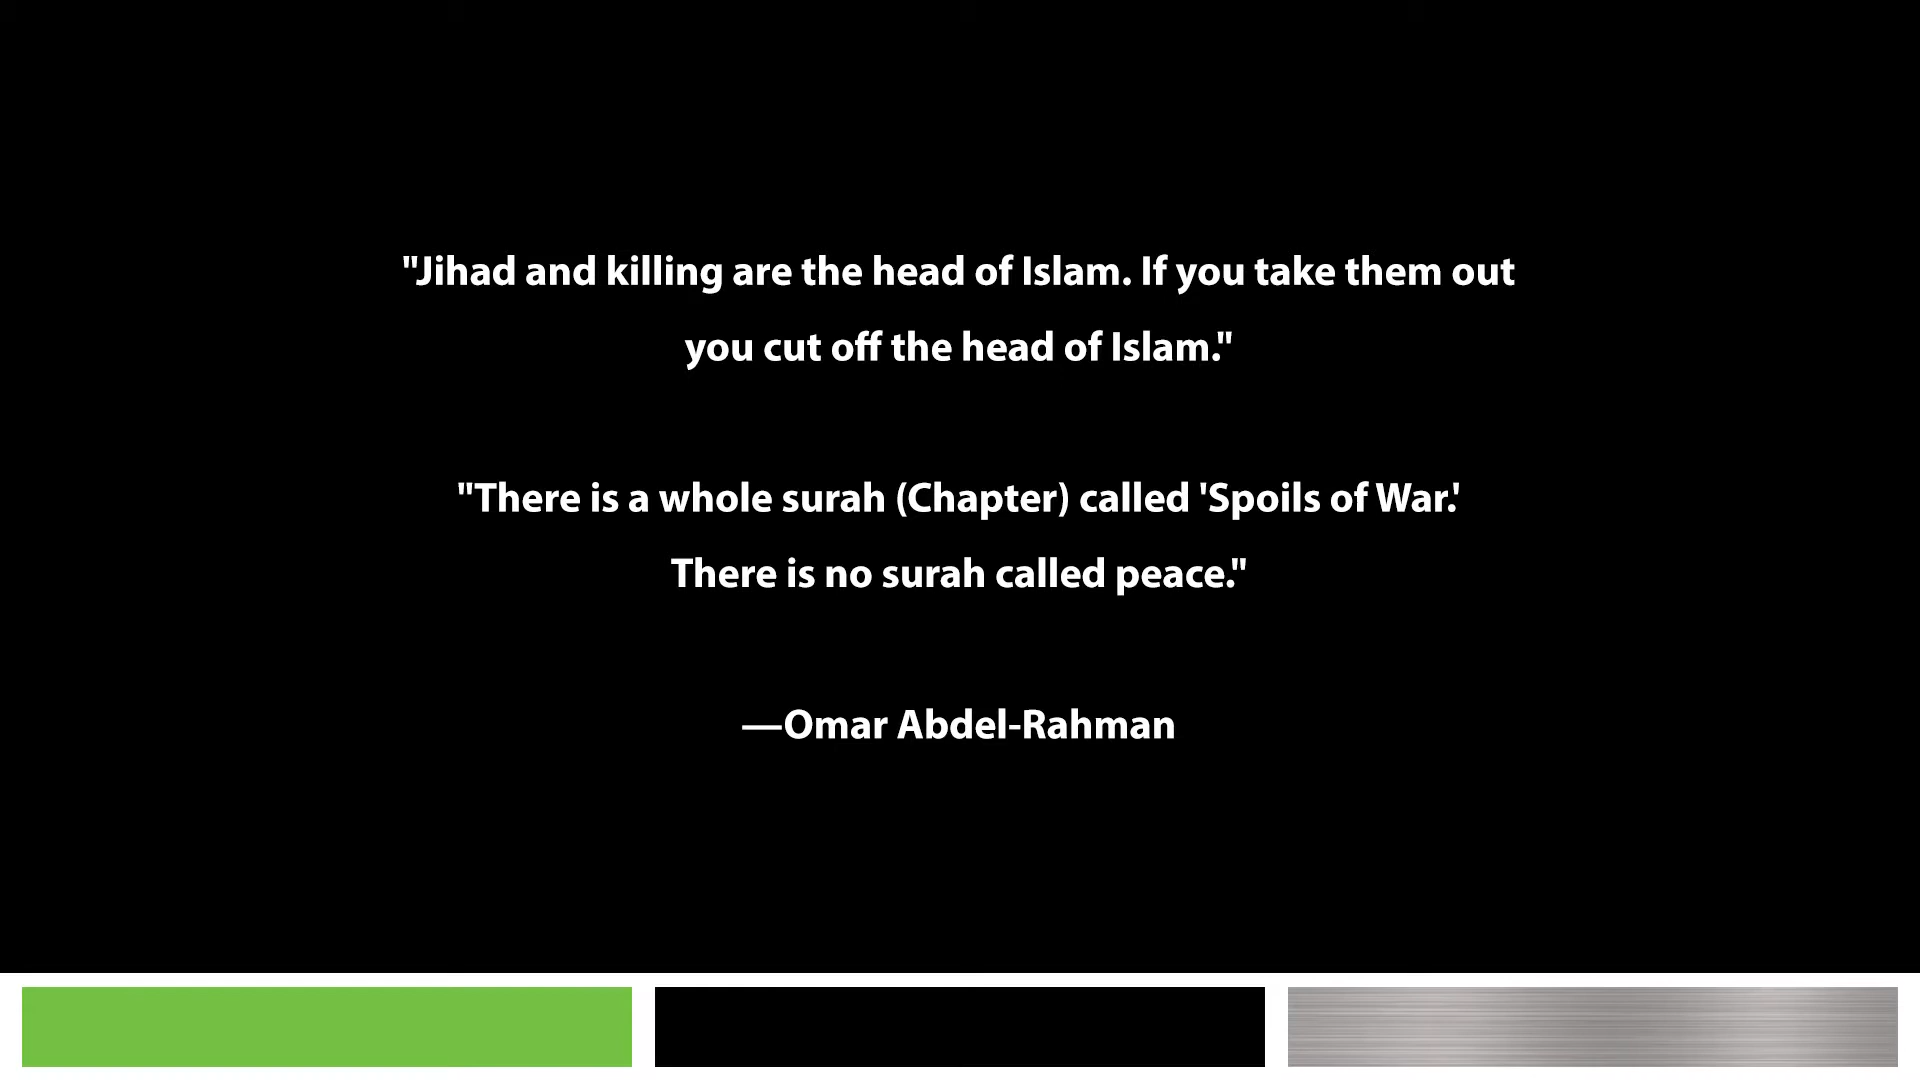 "Jihad and killing are the head of Islam. If you take them out
you cut off the head of Islam."
"There is a whole surah (Chapter) called 'Spoils of War.'
There is no surah called peace."
—Omar Abdel-Rahman